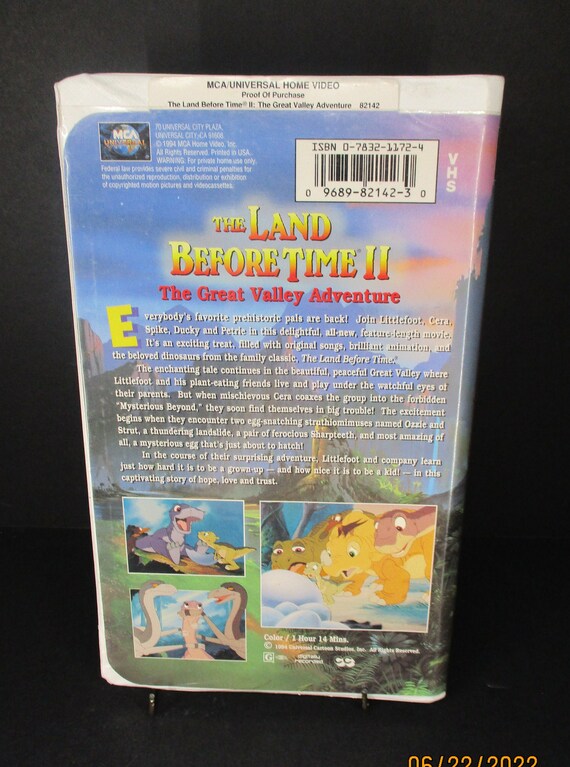 MCA/UNIVERSAL HOME VIDEO
Proof Of Purchase
The Land Before Time® II: The Great Valley Adventure 82142
MCA
UNIVERSAL
70 UNIVERSAL CITY PLAZA,
UNIVERSAL CITY, CA 91608.
© 1994 MCA Home Video, Inc.
All Rights Reserved. Printed in USA.
WARNING: For private home use only.
Federal law provides severe civil and criminal penalties for
the unauthorized reproduction, distribution or exhibition
of copyrighted motion pictures and videocassettes.
ISBN 0-7832-1172-4
0 9689-82142-3 0
VHS
THE LAND
BEFORE TIME® II
The Great Valley Adventure
Everybody's favorite prehistoric pals are back! Join Littlefoot, Cera,
Spike, Ducky and Petrie in this delightful, all-new, feature-length movie.
It's an exciting treat, filled with original songs, brilliant animation, and
the beloved dinosaurs from the family classic, The Land Before Time.®
The enchanting tale continues in the beautiful, peaceful Great Valley where
Littlefoot and his plant-eating friends live and play under the watchful eyes of
their parents. But when mischievous Cera coaxes the group into the forbidden
"Mysterious Beyond," they soon find themselves in big trouble! The excitement
begins when they encounter two egg-snatching struthiomimuses named Ozzie and
Strut, a thundering landslide, a pair of ferocious Sharpteeth, and most amazing of
all, a mysterious egg that's just about to hatch!
In the course of their surprising adventure, Littlefoot and company learn
just how hard it is to be a grown-up — and how nice it is to be a kid! — in this
captivating story of hope, love and trust.
Color / 1 Hour 14 Mins.
© 1994 Universal Cartoon Studios, Inc. All Rights Reserved.
G
digitally
recorded
CC
06/22/2022